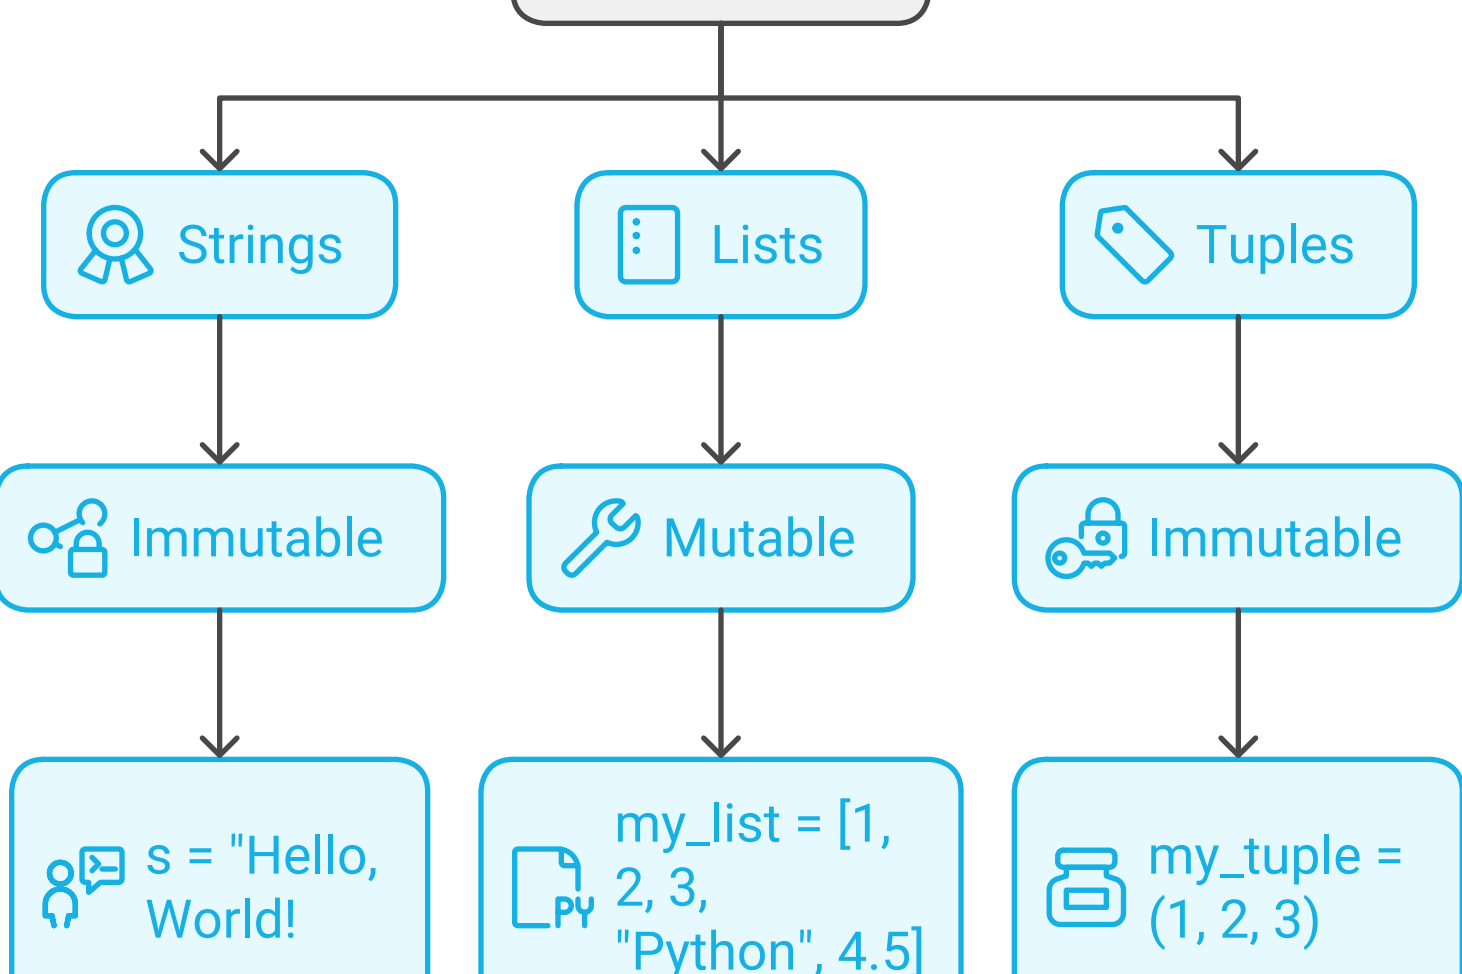 Strings
Lists
Tuples
Immutable
Mutable
Immutable
s = "Hello,
World!
my_list = [1,
2, 3,
"Python", 4.5]
PY
my_tuple =
(1, 2, 3)